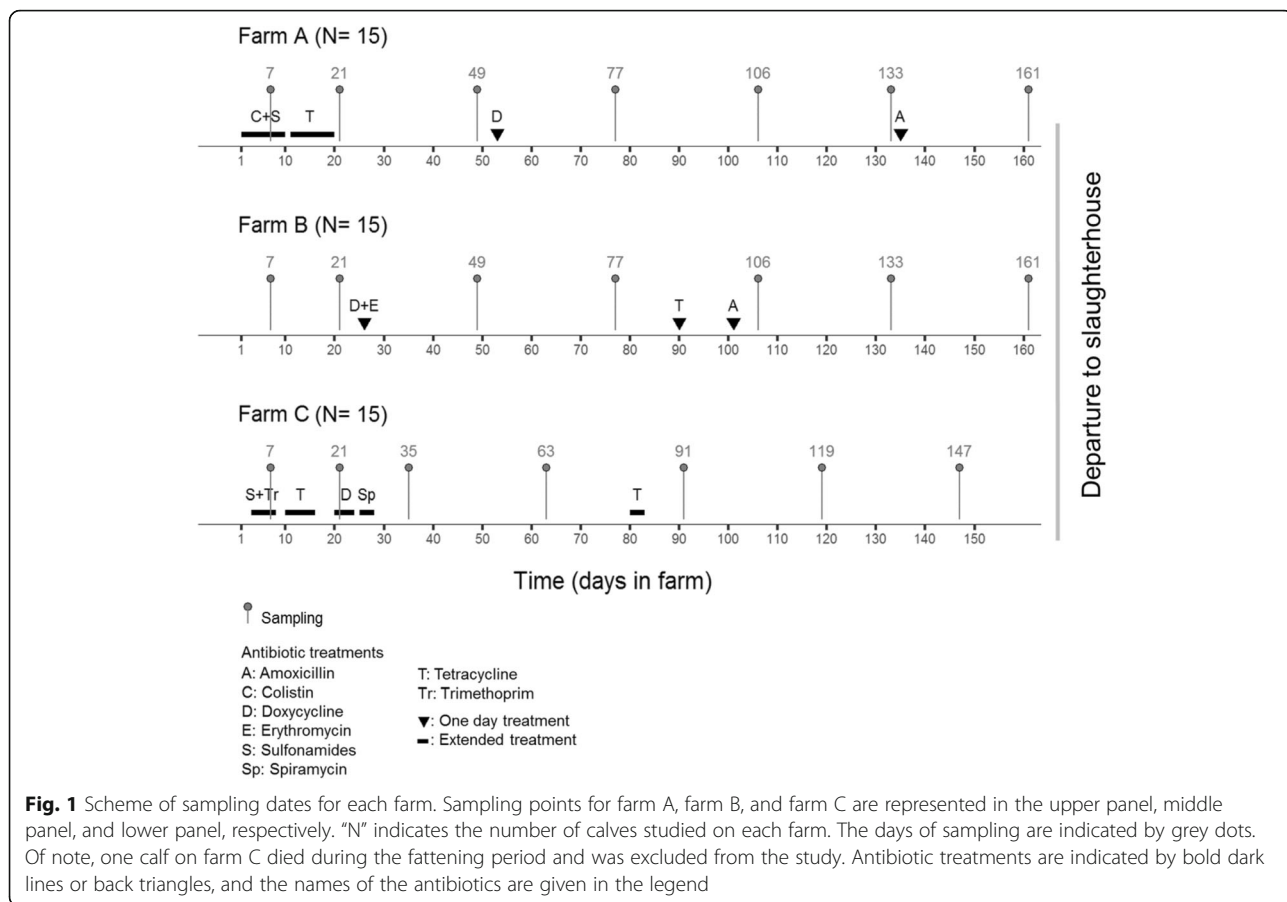 Farm A (N= 15)
7 21 49 77 106 133 161
C+S T D A
1 10 20 30 40 50 60 70 80 90 100 110 120 130 140 150 160
Farm B (N= 15)
7 21 49 77 106 133 161
D+E T A
1 10 20 30 40 50 60 70 80 90 100 110 120 130 140 150 160
Farm C (N= 15)
7 21 35 63 91 119 147
S+Tr T D Sp T
1 10 20 30 40 50 60 70 80 90 100 110 120 130 140 150
Departure to slaughterhouse
Time (days in farm)
Sampling
Antibiotic treatments
A: Amoxicillin
C: Colistin
D: Doxycycline
E: Erythromycin
S: Sulfonamides
Sp: Spiramycin
T: Tetracycline
Tr: Trimethoprim
▼: One day treatment
▬: Extended treatment
Fig. 1 Scheme of sampling dates for each farm. Sampling points for farm A, farm B, and farm C are represented in the upper panel, middle
panel, and lower panel, respectively. “N” indicates the number of calves studied on each farm. The days of sampling are indicated by grey dots.
Of note, one calf on farm C died during the fattening period and was excluded from the study. Antibiotic treatments are indicated by bold dark
lines or back triangles, and the names of the antibiotics are given in the legend